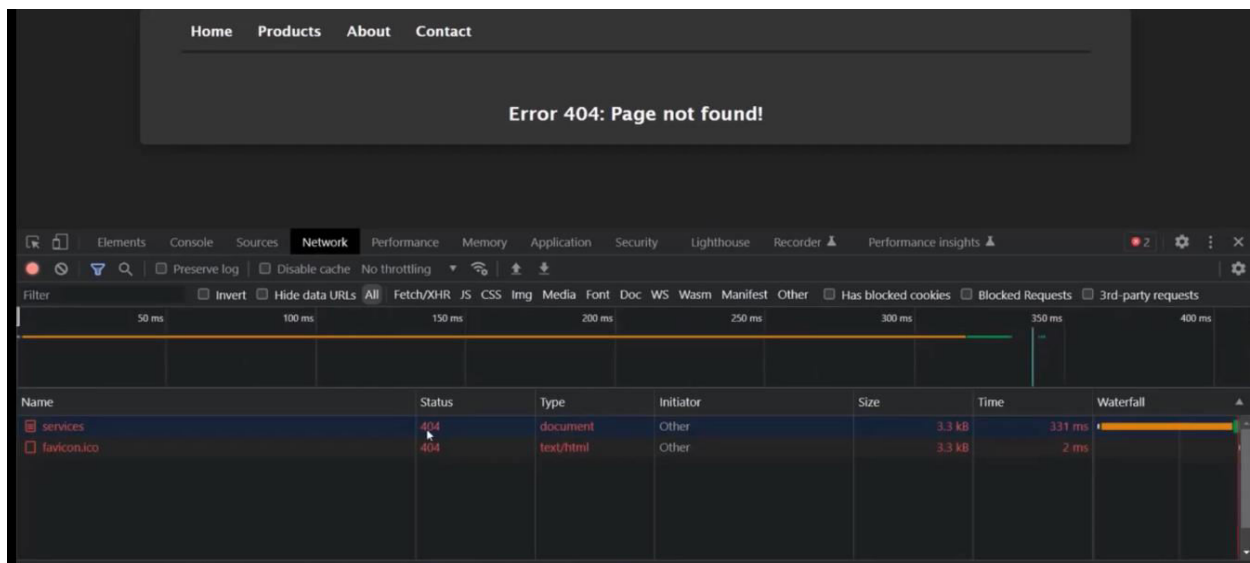 Home Products About Contact
Error 404: Page not found!
Elements Console Sources Network Performance Memory Application Security Lighthouse Recorder Performance insights 2
Preserve log Disable cache No throttling
Filter Invert Hide data URLs All Fetch/XHR JS CSS Img Media Font Doc WS Wasm Manifest Other Has blocked cookies Blocked Requests 3rd-party requests
50 ms 100 ms 150 ms 200 ms 250 ms 300 ms 350 ms 400 ms
Name Status Type Initiator Size Time Waterfall
services 404 document Other 3.3 kB 331 ms
favicon.ico 404 text/html Other 3.3 kB 2 ms